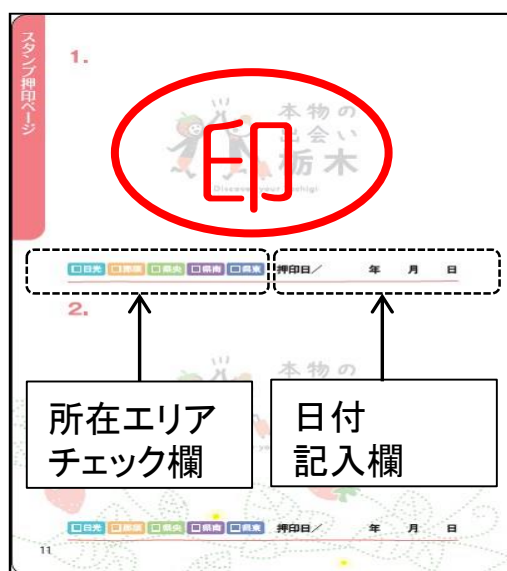 スタンプ押印ページ
1.
本物の
出会い
栃木
Discover your Tochigi
印
□日光 □那須 □県央 □県南 □県東 押印日／ 年 月 日
2.
本物の
所在エリア
チェック欄
日付
記入欄
□日光 □那須 □県央 □県南 □県東 押印日／ 年 月 日
11